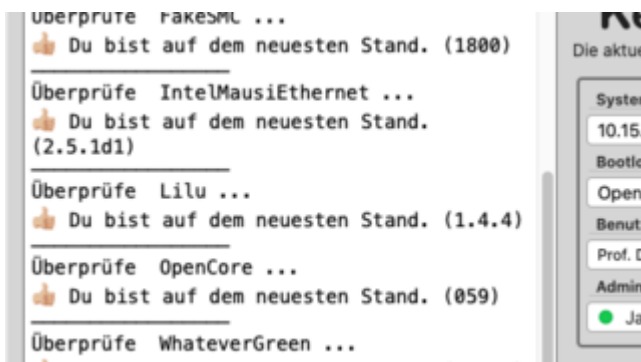 Überprüfe FakeSMC ...
👍🏼 Du bist auf dem neuesten Stand. (1800)
Überprüfe IntelMausiEthernet ...
👍🏼 Du bist auf dem neuesten Stand.
(2.5.1d1)
Überprüfe Lilu ...
👍🏼 Du bist auf dem neuesten Stand. (1.4.4)
Überprüfe OpenCore ...
👍🏼 Du bist auf dem neuesten Stand. (059)
Überprüfe WhateverGreen ...
Die aktue
System
10.15.
Bootlo
Open
Benut
Prof. D
Admin
Ja